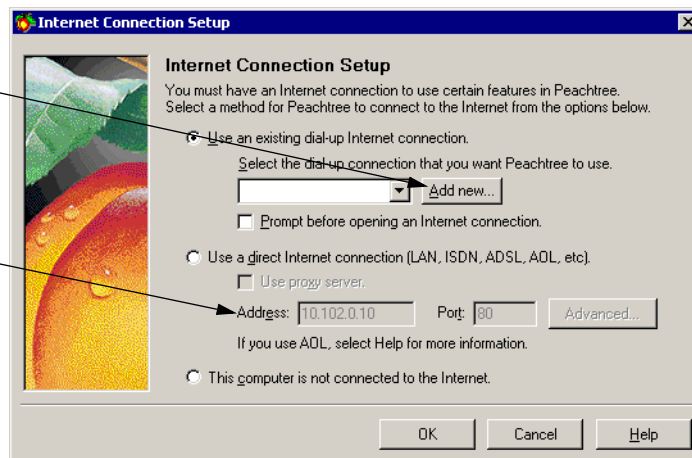 Internet Connection Setup
Internet Connection Setup
You must have an Internet connection to use certain features in Peachtree.
Select a method for Peachtree to connect to the Internet from the options below.
Use an existing dial-up Internet connection.
Select the dial-up connection that you want Peachtree to use.
Add new...
Prompt before opening an Internet connection.
Use a direct Internet connection (LAN, ISDN, ADSL, AOL, etc).
Use proxy server.
Address: 10.102.0.10 Port: 80 Advanced...
If you use AOL, select Help for more information.
This computer is not connected to the Internet.
OK Cancel Help